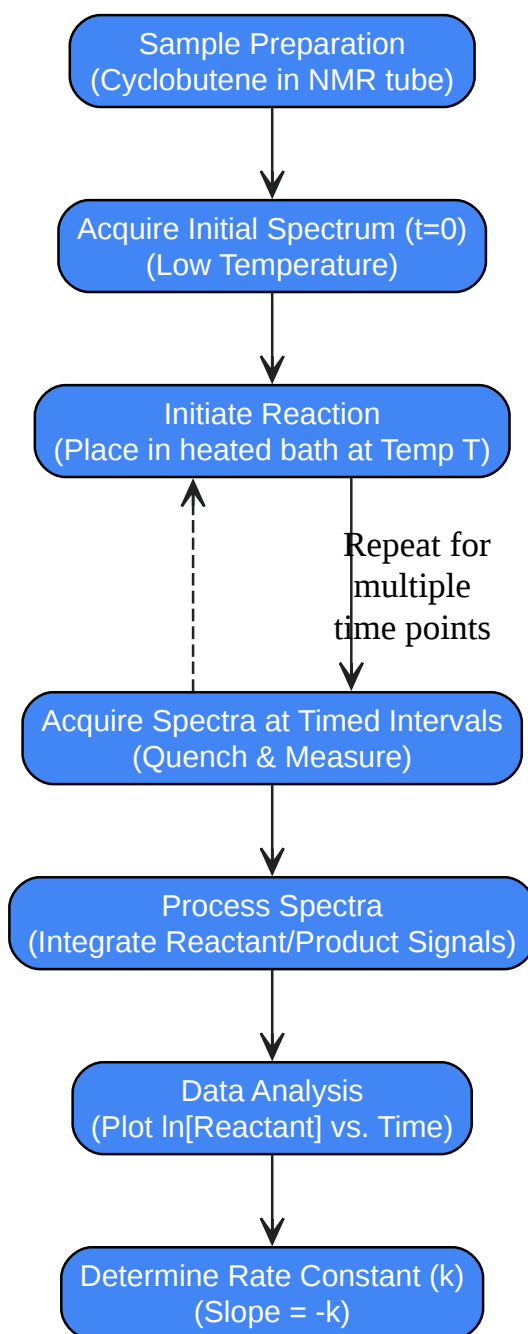 Sample Preparation
(Cyclobutene in NMR tube)
Acquire Initial Spectrum (t=0)
(Low Temperature)
Initiate Reaction
(Place in heated bath at Temp T)
Repeat for
multiple
time points
Acquire Spectra at Timed Intervals
(Quench & Measure)
Process Spectra
(Integrate Reactant/Product Signals)
Data Analysis
(Plot ln[Reactant] vs. Time)
Determine Rate Constant (k)
(Slope = -k)